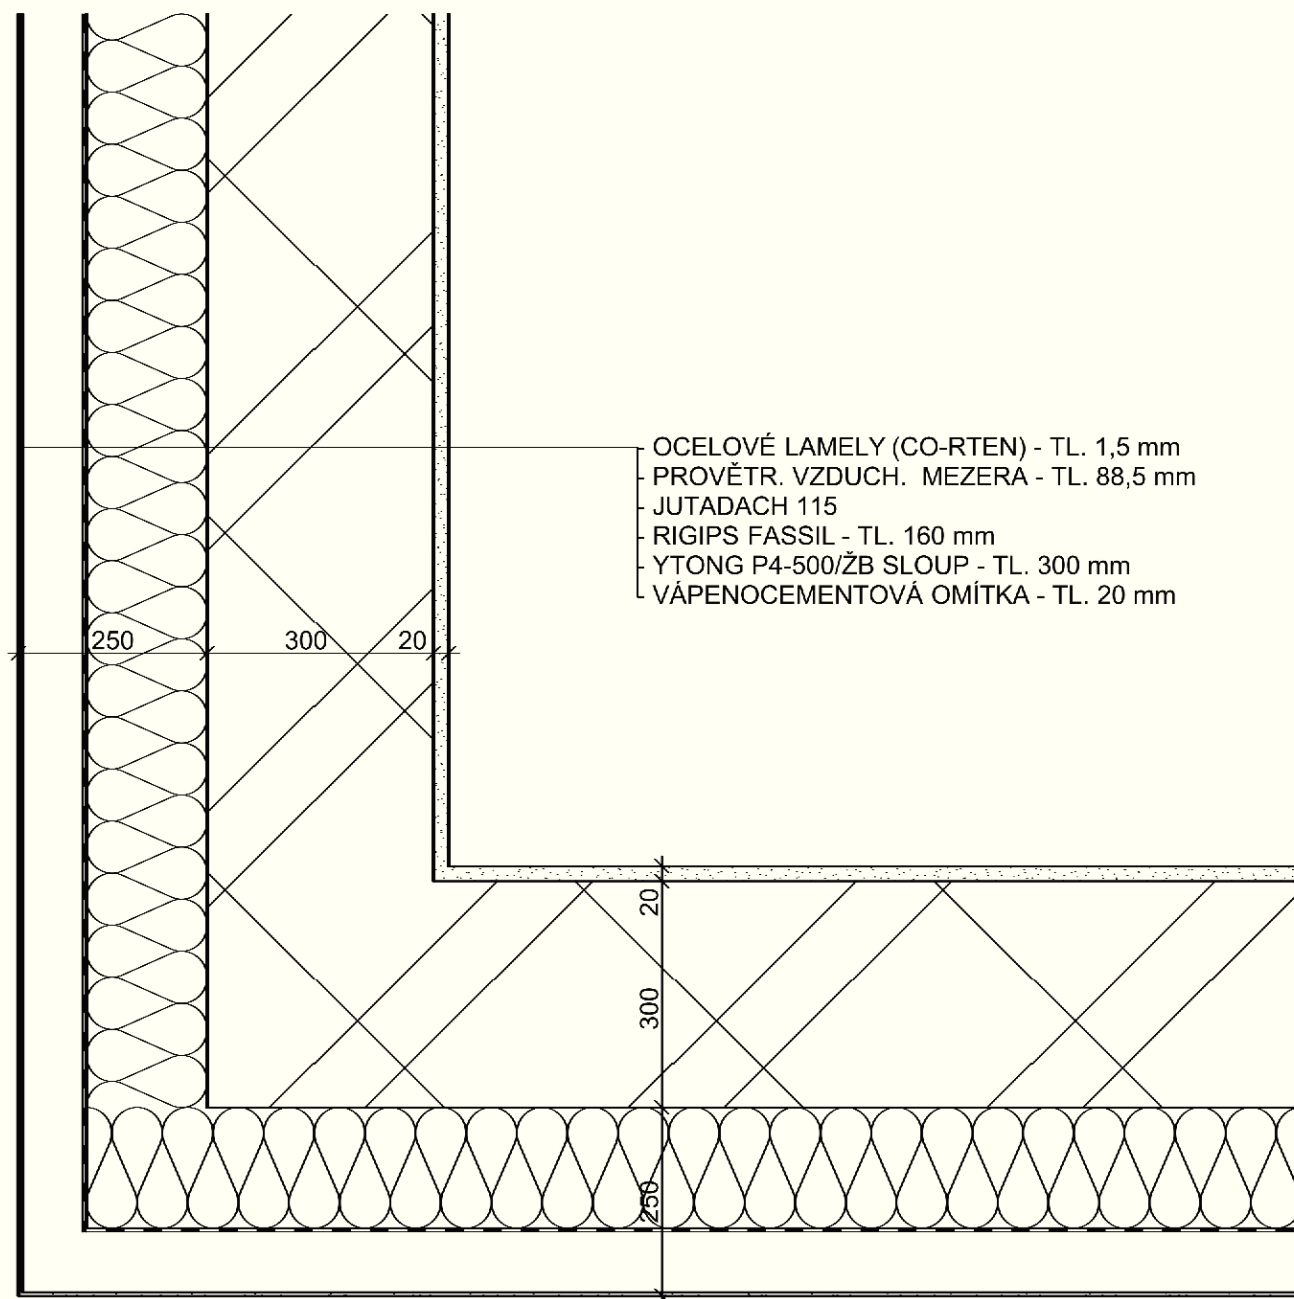 OCELOVÉ LAMELY (CO-RTEN) - TL. 1,5 mm
PROVĚTR. VZDUCH.  MEZERA - TL. 88,5 mm
JUTADACH 115
RIGIPS FASSIL - TL. 160 mm
YTONG P4-500/ŽB SLOUP - TL. 300 mm
VÁPENOCEMENTOVÁ OMÍTKA - TL. 20 mm
250 300 20
20
300
250